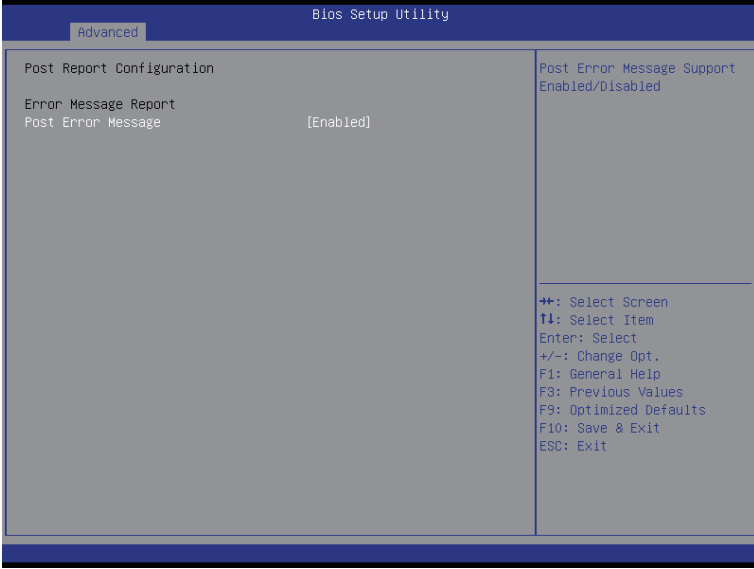 Bios Setup Utility
Advanced
Post Report Configuration
Error Message Report
Post Error Message [Enabled]
Post Error Message Support
Enabled/Disabled
→←: Select Screen
↑↓: Select Item
Enter: Select
+/-: Change Opt.
F1: General Help
F3: Previous Values
F9: Optimized Defaults
F10: Save & Exit
ESC: Exit